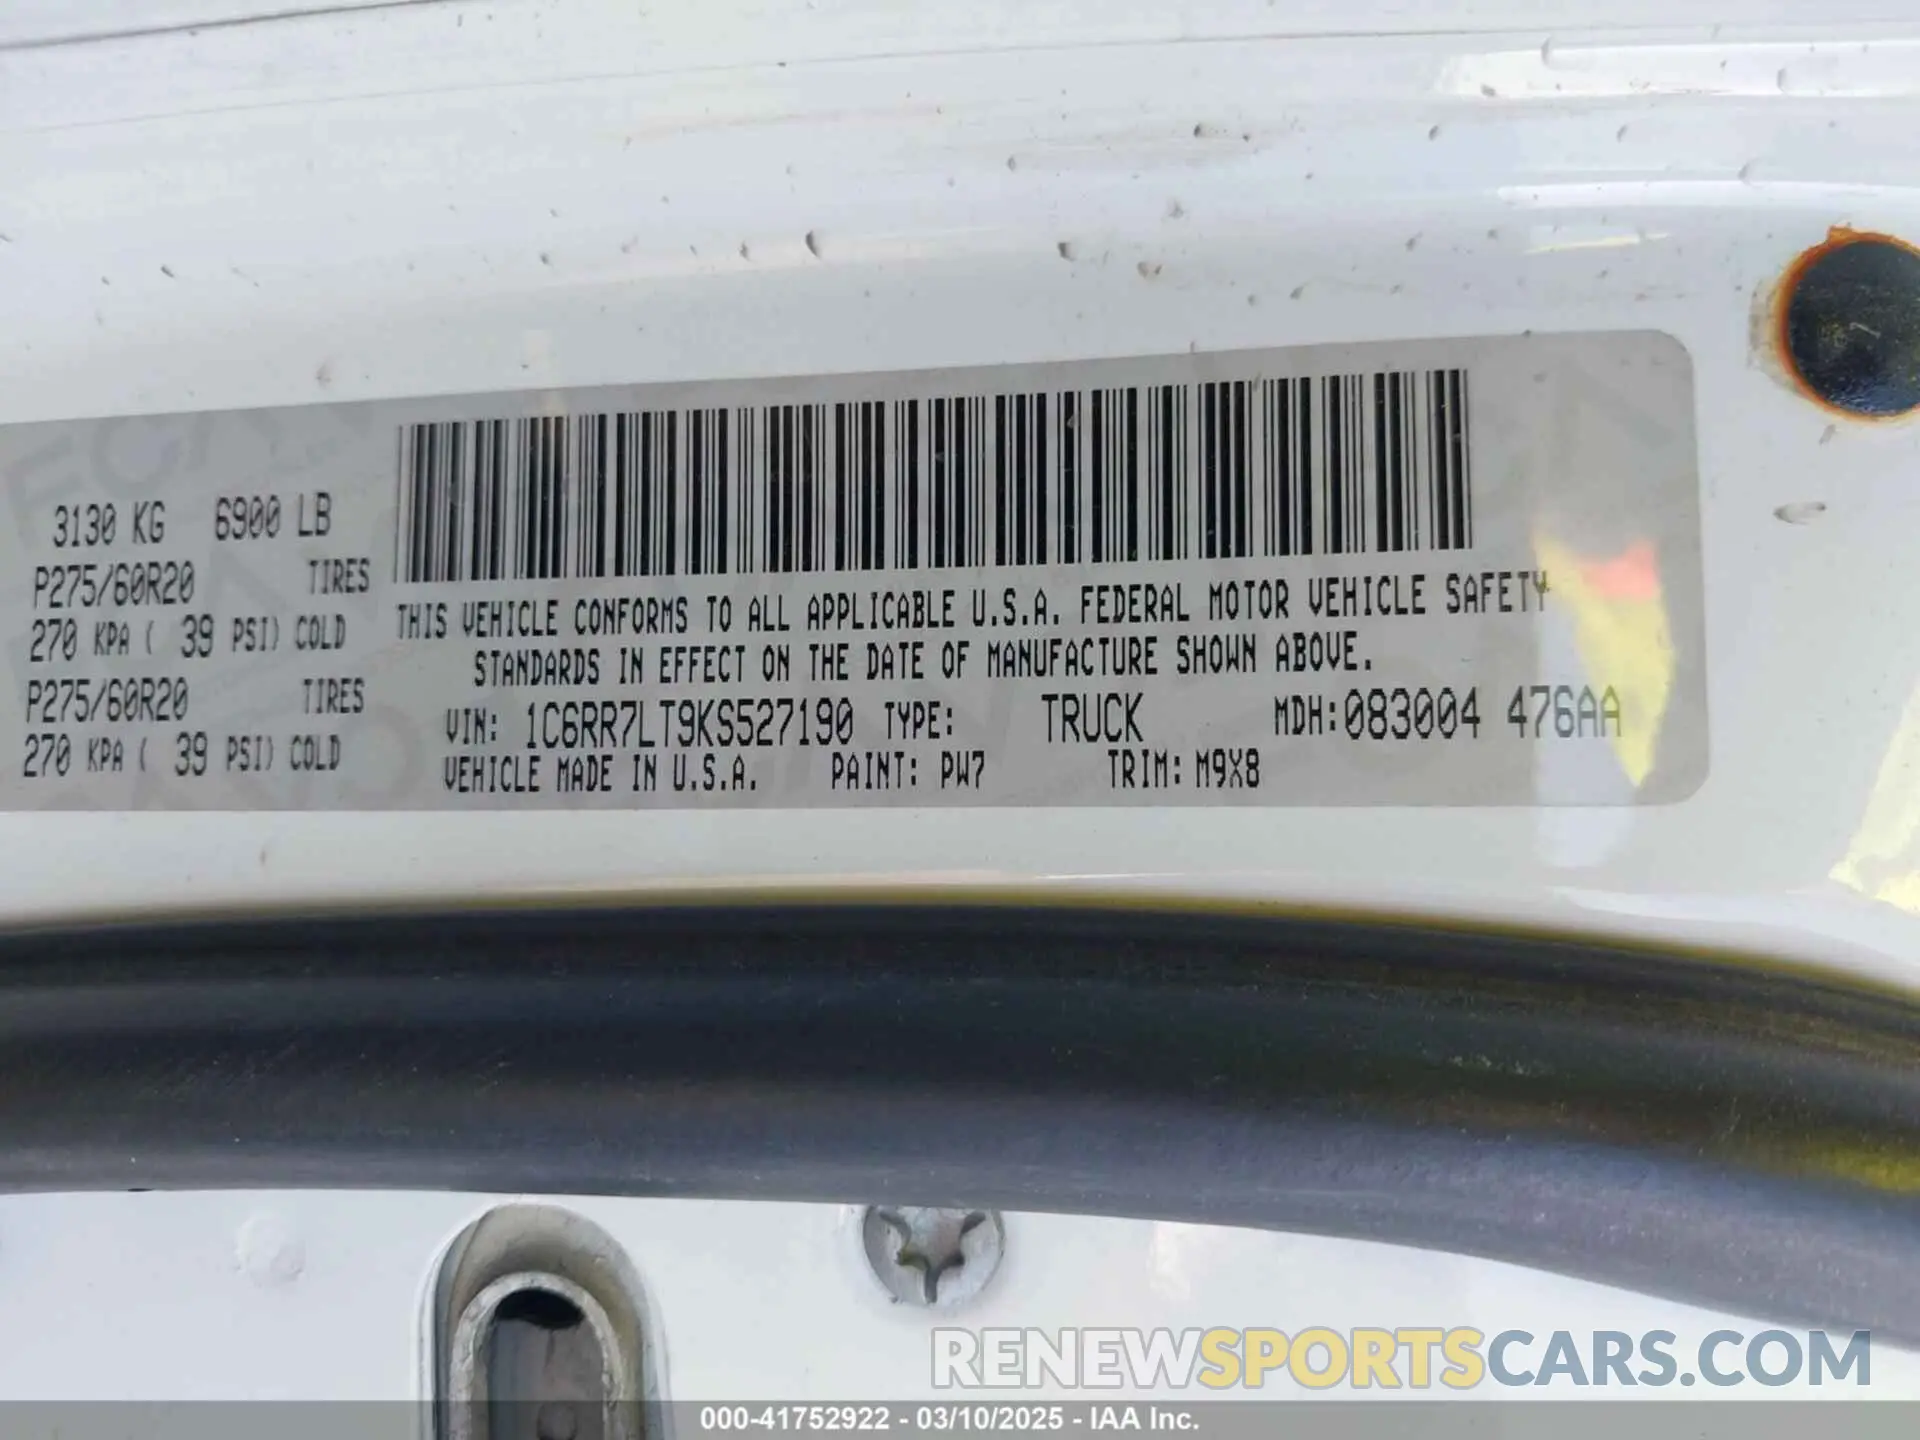 3130 KG 6900 LB
P275/60R20 TIRES
270 KPA ( 39 PSI) COLD
P275/60R20 TIRES
270 KPA ( 39 PSI) COLD
THIS VEHICLE CONFORMS TO ALL APPLICABLE U.S.A. FEDERAL MOTOR VEHICLE SAFETY
STANDARDS IN EFFECT ON THE DATE OF MANUFACTURE SHOWN ABOVE.
VIN: 1C6RR7LT9KS527190 TYPE: TRUCK MDH:083004 476AA
VEHICLE MADE IN U.S.A. PAINT: PW7 TRIM: M9X8
RENEWSPORTSCARS.COM
000-41752922 - 03/10/2025 - IAA Inc.